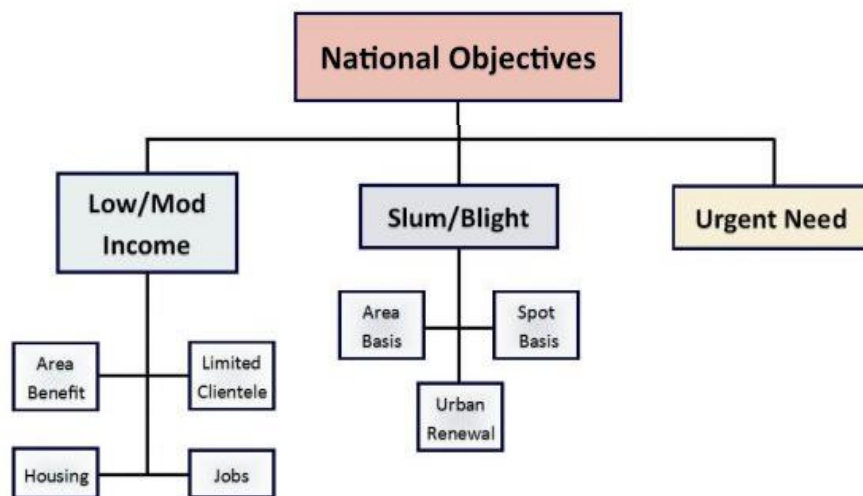 National Objectives
Low/Mod
Income
Slum/Blight
Urgent Need
Area
Benefit
Limited
Clientele
Housing
Jobs
Area
Basis
Spot
Basis
Urban
Renewal